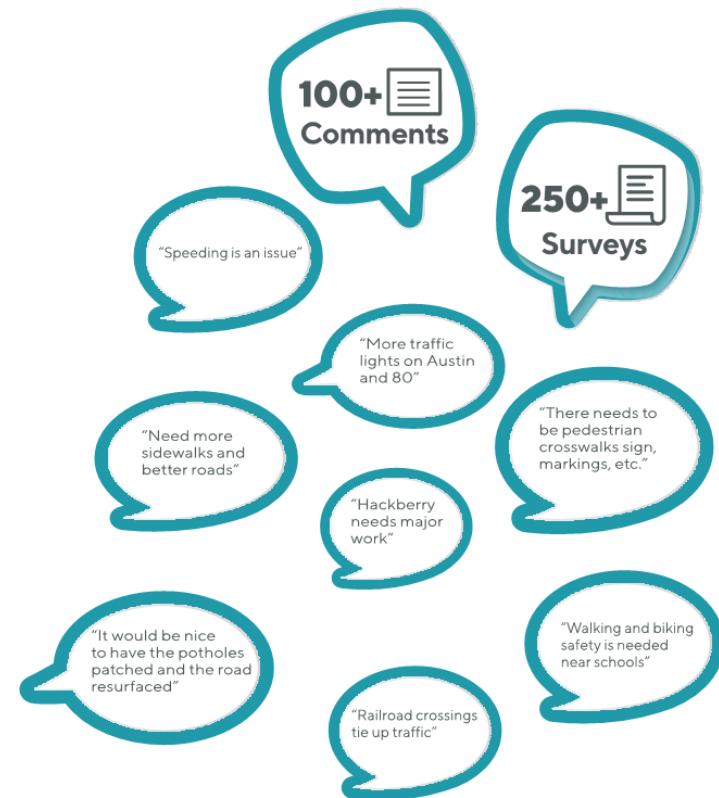 100+
Comments
250+
Surveys
“Speeding is an issue“
“More traffic
lights on Austin
and 80”
“Need more
sidewalks and
better roads”
“There needs to
be pedestrian
crosswalks sign,
markings, etc.”
“Hackberry
needs major
work”
“It would be nice
to have the potholes
patched and the road
resurfaced”
“Walking and biking
safety is needed
near schools”
“Railroad crossings
tie up traffic”